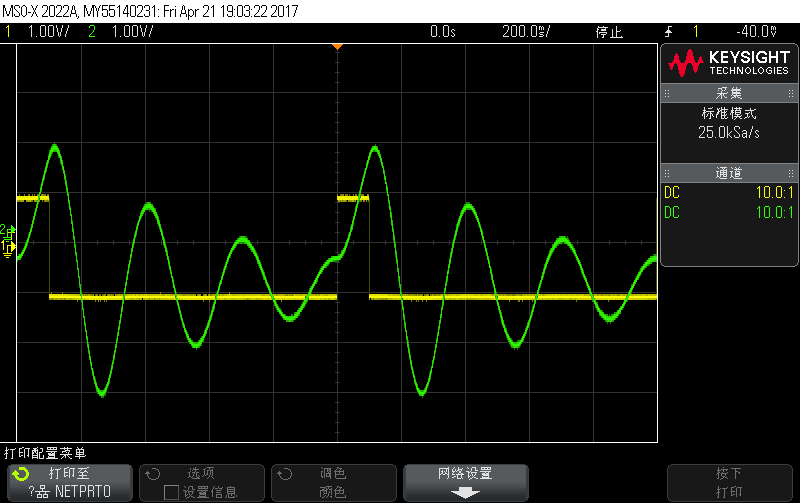 MSO-X 2022A, MY55140231: Fri Apr 21 19:03:22 2017
1 1.00V/ 2 1.00V/ 0.0s 200.0%/ 停止 1 -40.0V
KEYSIGHT
TECHNOLOGIES
采集
标准模式
25.0kSa/s
通道
DC 10.0:1
DC 10.0:1
2
1
打印配置菜单
打印至
? NETPRT0
选项
设置信息
调色
颜色
网络设置
按下
打印